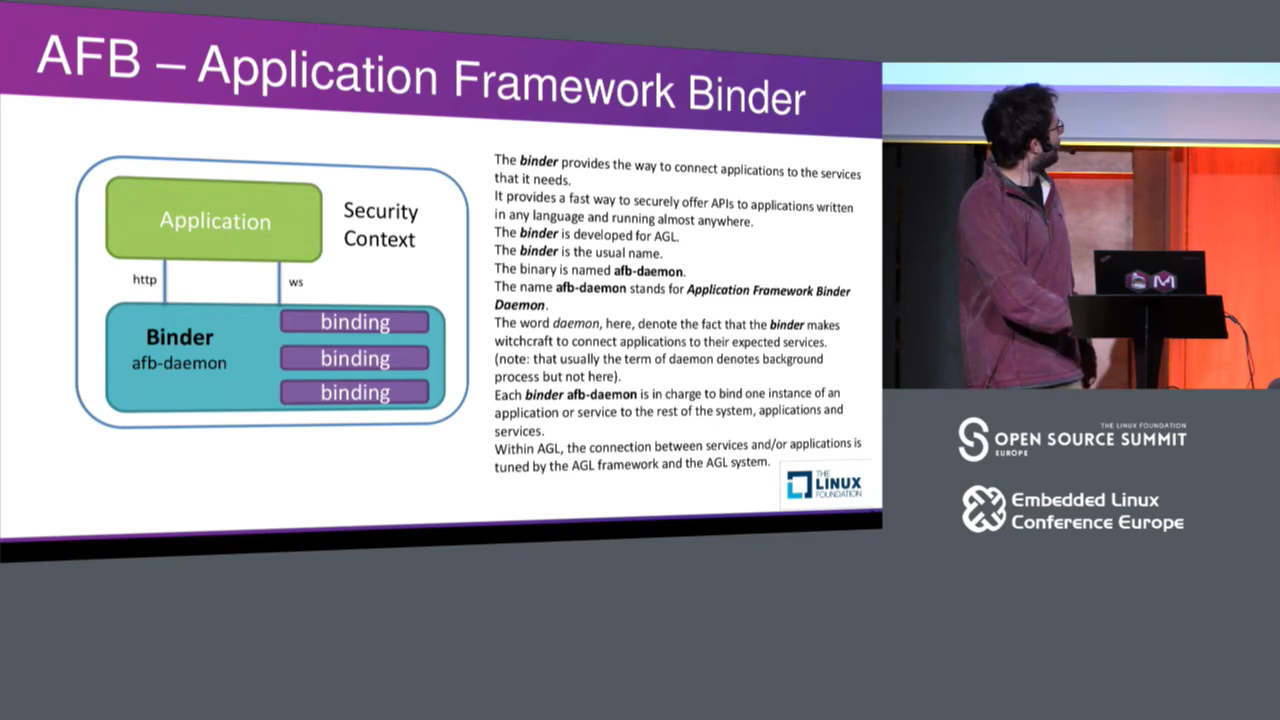 AFB – Application Framework Binder
Application
Security
Context
http
ws
Binder
afb-daemon
binding
binding
binding
The binder provides the way to connect applications to the services
that it needs.
It provides a fast way to securely offer APIs to applications written
in any language and running almost anywhere.
The binder is developed for AGL.
The binder is the usual name.
The binary is named afb-daemon.
The name afb-daemon stands for Application Framework Binder
Daemon.
The word daemon, here, denote the fact that the binder makes
witchcraft to connect applications to their expected services.
(note: that usually the term of daemon denotes background
process but not here).
Each binder afb-daemon is in charge to bind one instance of an
application or service to the rest of the system, applications and
services.
Within AGL, the connection between services and/or applications is
tuned by the AGL framework and the AGL system.
THE
LINUX
FOUNDATION
THE LINUX FOUNDATION
OPEN SOURCE SUMMIT
EUROPE
Embedded Linux
Conference Europe